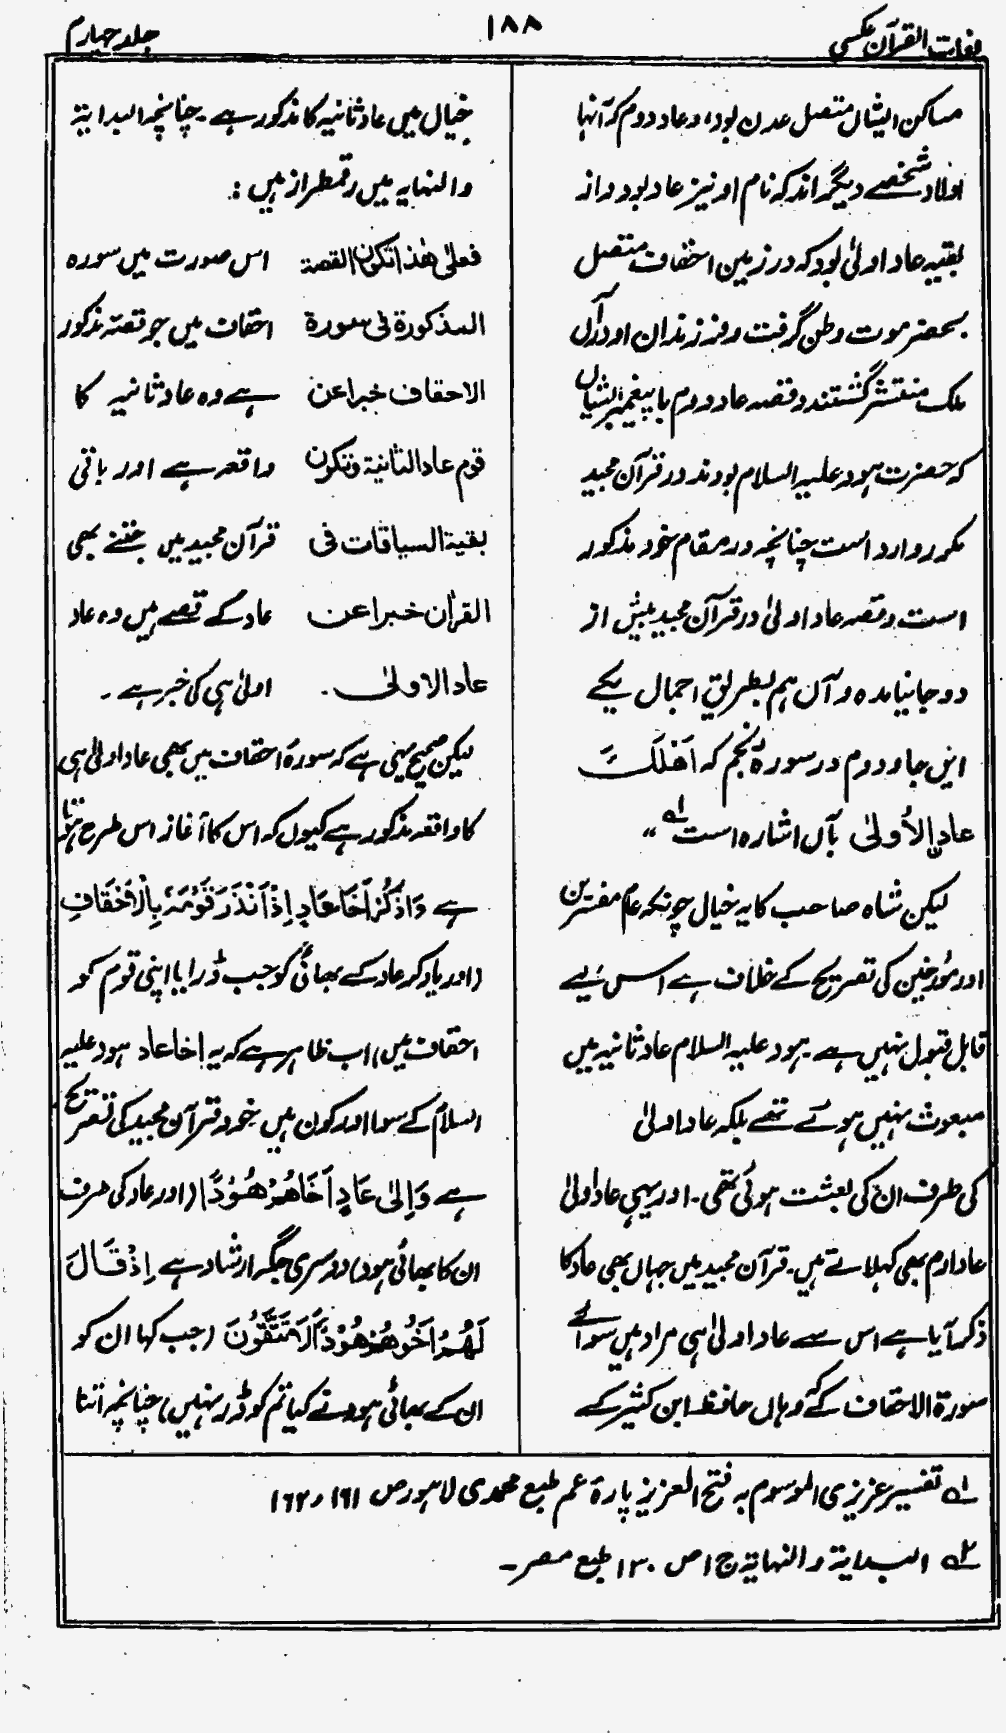 لغات القرآن عکسی
۱۸۸
جلد چہارم
مساکن ایشاں متصل عدن بود، و عاد دوم کہ آنہا
اولاد شخصے دیگر اند کہ نام او نیز عاد بود و از
بقیہ عاد اولیٰ بود کہ در زمین احقاف متصل
بحضرموت وطن گرفت و فرزندان او درآں
ملک منتشر گشتند و قصہ عاد دوم با پیغمبر ایشاں
کہ حضرت ہود علیہ السلام بودند در قرآن مجید
مکرر وارد است چنانچہ در مقام خود مذکور
است و قصہ عاد اولیٰ در قرآن مجید بیش از
دو جا نیامدہ و آن ہم بطریق اجمال یکے
ایں جا و دوم در سورۂ نجم کہ اَھْلَکَ
عَادَ اِۨلْاُولیٰ بآں اشارہ است لہ"
لیکن شاہ صاحب کا یہ خیال چونکہ عام مفسرین
اور مؤرخین کی تصریح کے خلاف ہے اس لیے
قابل قبول نہیں ہے۔ ہود علیہ السلام عاد ثانیہ میں
مبعوث نہیں ہوئے تھے بلکہ عاد اولیٰ
کی طرف ان کی بعثت ہوئی تھی۔ اور یہی عاد اولیٰ
عاد ارم بھی کہلاتے ہیں۔ قرآن مجید میں جہاں بھی عاد کا
ذکر آیا ہے اس سے عاد اولیٰ ہی مراد ہیں سوائے
سورۃ الاحقاف کے کہ وہاں حافظ ابن کثیر کے
خیال میں عاد ثانیہ کا مذکور ہے۔ چنانچہ البدایۃ
والنہایہ میں رقمطراز ہیں:
فعلی ھذا تکون القصۃ اس صورت میں سورہ
المذکورۃ فی سورۃ احقاف میں جو قصہ مذکور
الاحقاف خبرا عن ہے وہ عاد ثانیہ کا
قوم عاد الثانیۃ وتکون واقعہ ہے اور باقی
بقیۃ السیاقات فی قرآن مجید میں جتنے بھی
القرأن خبرا عن عاد کے قصے ہیں وہ عاد
عاد الاولی۔ اولیٰ ہی کی خبر ہے۔
لیکن صحیح یہی ہے کہ سورۂ احقاف میں بھی عاد اولیٰ ہی
کا واقعہ مذکور ہے کیوں کہ اس کا آغاز اس طرح ہوتا
ہے وَاذْکُرْ اَخَا عَادٍ اِذْ اَنْذَرَ قَوْمَہٗ بِالْاَحْقَافِ
(اور یاد کر عاد کے بھائی کو جب ڈرایا اپنی قوم کو
احقاف میں) اب ظاہر ہے کہ یہ اخا عاد ہود علیہ
السلام کے سوا اور کون ہیں خود قرآن مجید کی تصریح
ہے وَاِلیٰ عَادٍ اَخَاھُمْ ھُوْدًا (اور عاد کی طرف
ان کا بھائی ہود) دوسری جگہ ارشاد ہے اِذْ قَالَ
لَھُمْ اَخُوْھُمْ ھُوْدٌ اَلَا تَتَّقُوْنَ (جب کہا ان کو
ان کے بھائی ہود نے کیا تم کو ڈر نہیں) چنانچہ اتنا
لہ تفسیر عزیزی الموسوم بہ فتح العزیز پارۂ عم طبع محمدی لاہور ص ۱۶۱ و ۱۶۲
۲ہ البدایۃ والنہایۃ ج ۱ ص ۱۳۰ طبع مصر۔